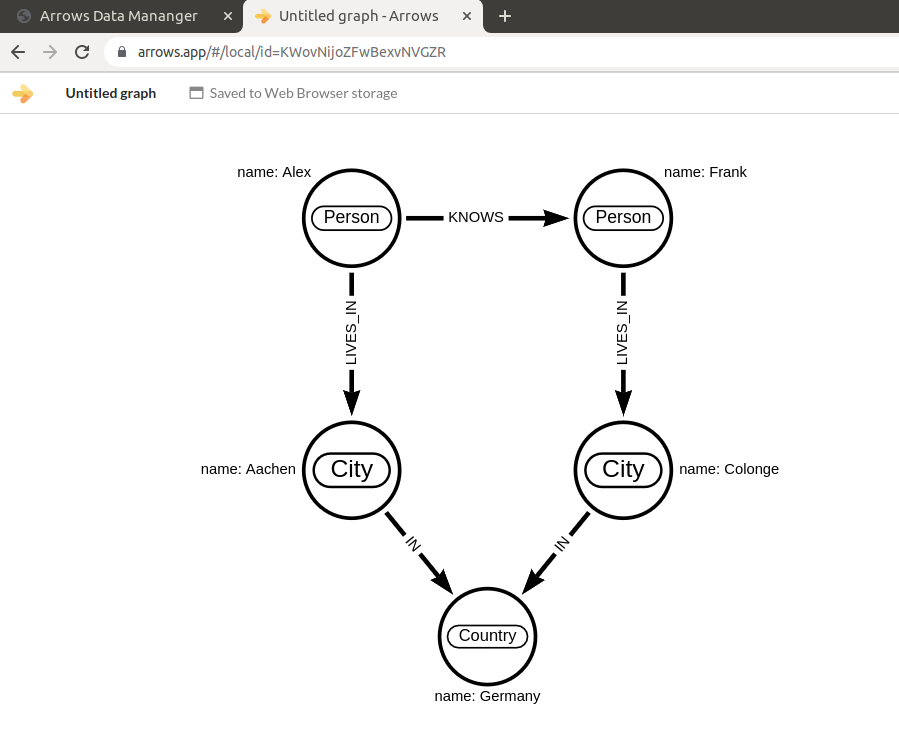 Arrows Data Mananger
Untitled graph - Arrows
arrows.app/#/local/id=KWovNijoZFwBexvNVGZR
Untitled graph
Saved to Web Browser storage
name: Alex
name: Frank
Person
KNOWS
Person
LIVES_IN
LIVES_IN
name: Aachen
City
City
name: Colonge
IN
IN
Country
name: Germany